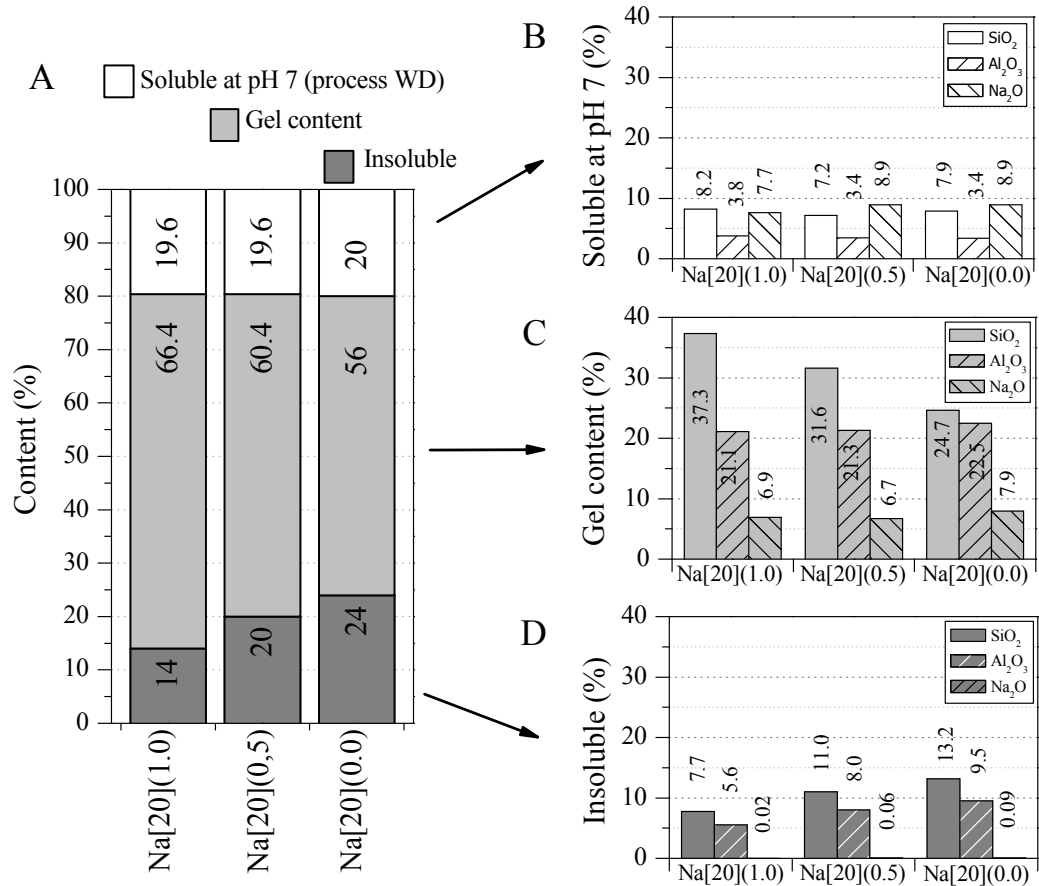 A
Soluble at pH 7 (process WD)
Gel content
Insoluble
Content (%)
100
90
80
70
60
50
40
30
20
10
0
19.6
19.6
20
66.4
60.4
56
14
20
24
Na[20](1.0)
Na[20](0,5)
Na[20](0.0)
B
Soluble at pH 7 (%)
40
30
20
10
0
SiO₂
Al₂O₃
Na₂O
8.2
3.8
7.7
7.2
3.4
8.9
7.9
3.4
8.9
Na[20](1.0)
Na[20](0.5)
Na[20](0.0)
C
Gel content (%)
40
30
20
10
0
SiO₂
Al₂O₃
Na₂O
37.3
21.1
6.9
31.6
21.3
6.7
24.7
22.5
7.9
Na[20](1.0)
Na[20](0.5)
Na[20](0.0)
D
Insoluble (%)
40
30
20
10
0
SiO₂
Al₂O₃
Na₂O
7.7
5.6
0.02
11.0
8.0
0.06
13.2
9.5
0.09
Na[20](1.0)
Na[20](0.5)
Na[20](0.0)